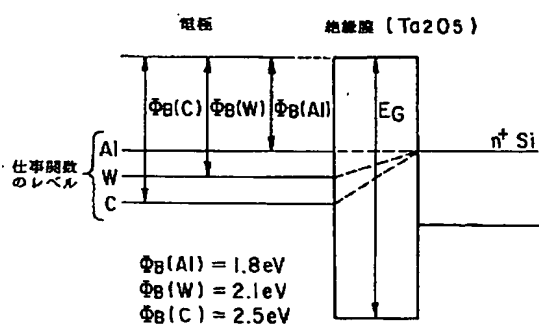 電極
絶縁膜 (Ta2O5)
ΦB(C)
ΦB(W)
ΦB(Al)
EG
n+ Si
仕事関数
のレベル
Al
W
C
ΦB(Al) = 1.8eV
ΦB(W) = 2.1eV
ΦB(C) = 2.5eV